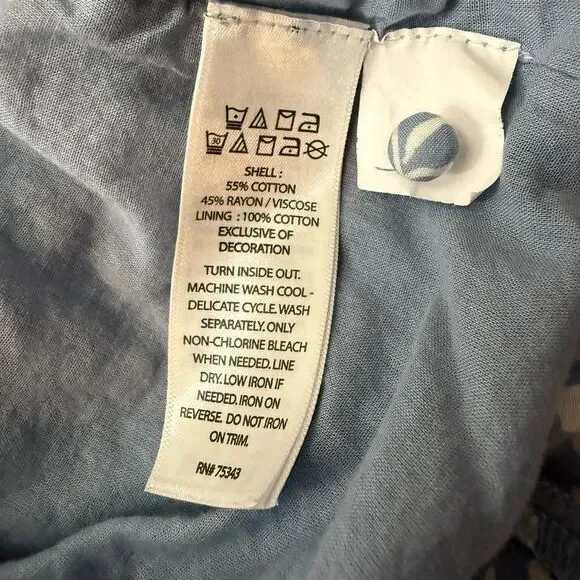 30
SHELL :
55% COTTON
45% RAYON / VISCOSE
LINING : 100% COTTON
EXCLUSIVE OF
DECORATION
TURN INSIDE OUT.
MACHINE WASH COOL -
DELICATE CYCLE. WASH
SEPARATELY. ONLY
NON-CHLORINE BLEACH
WHEN NEEDED. LINE
DRY. LOW IRON IF
NEEDED. IRON ON
REVERSE. DO NOT IRON
ON TRIM.
RN# 75343